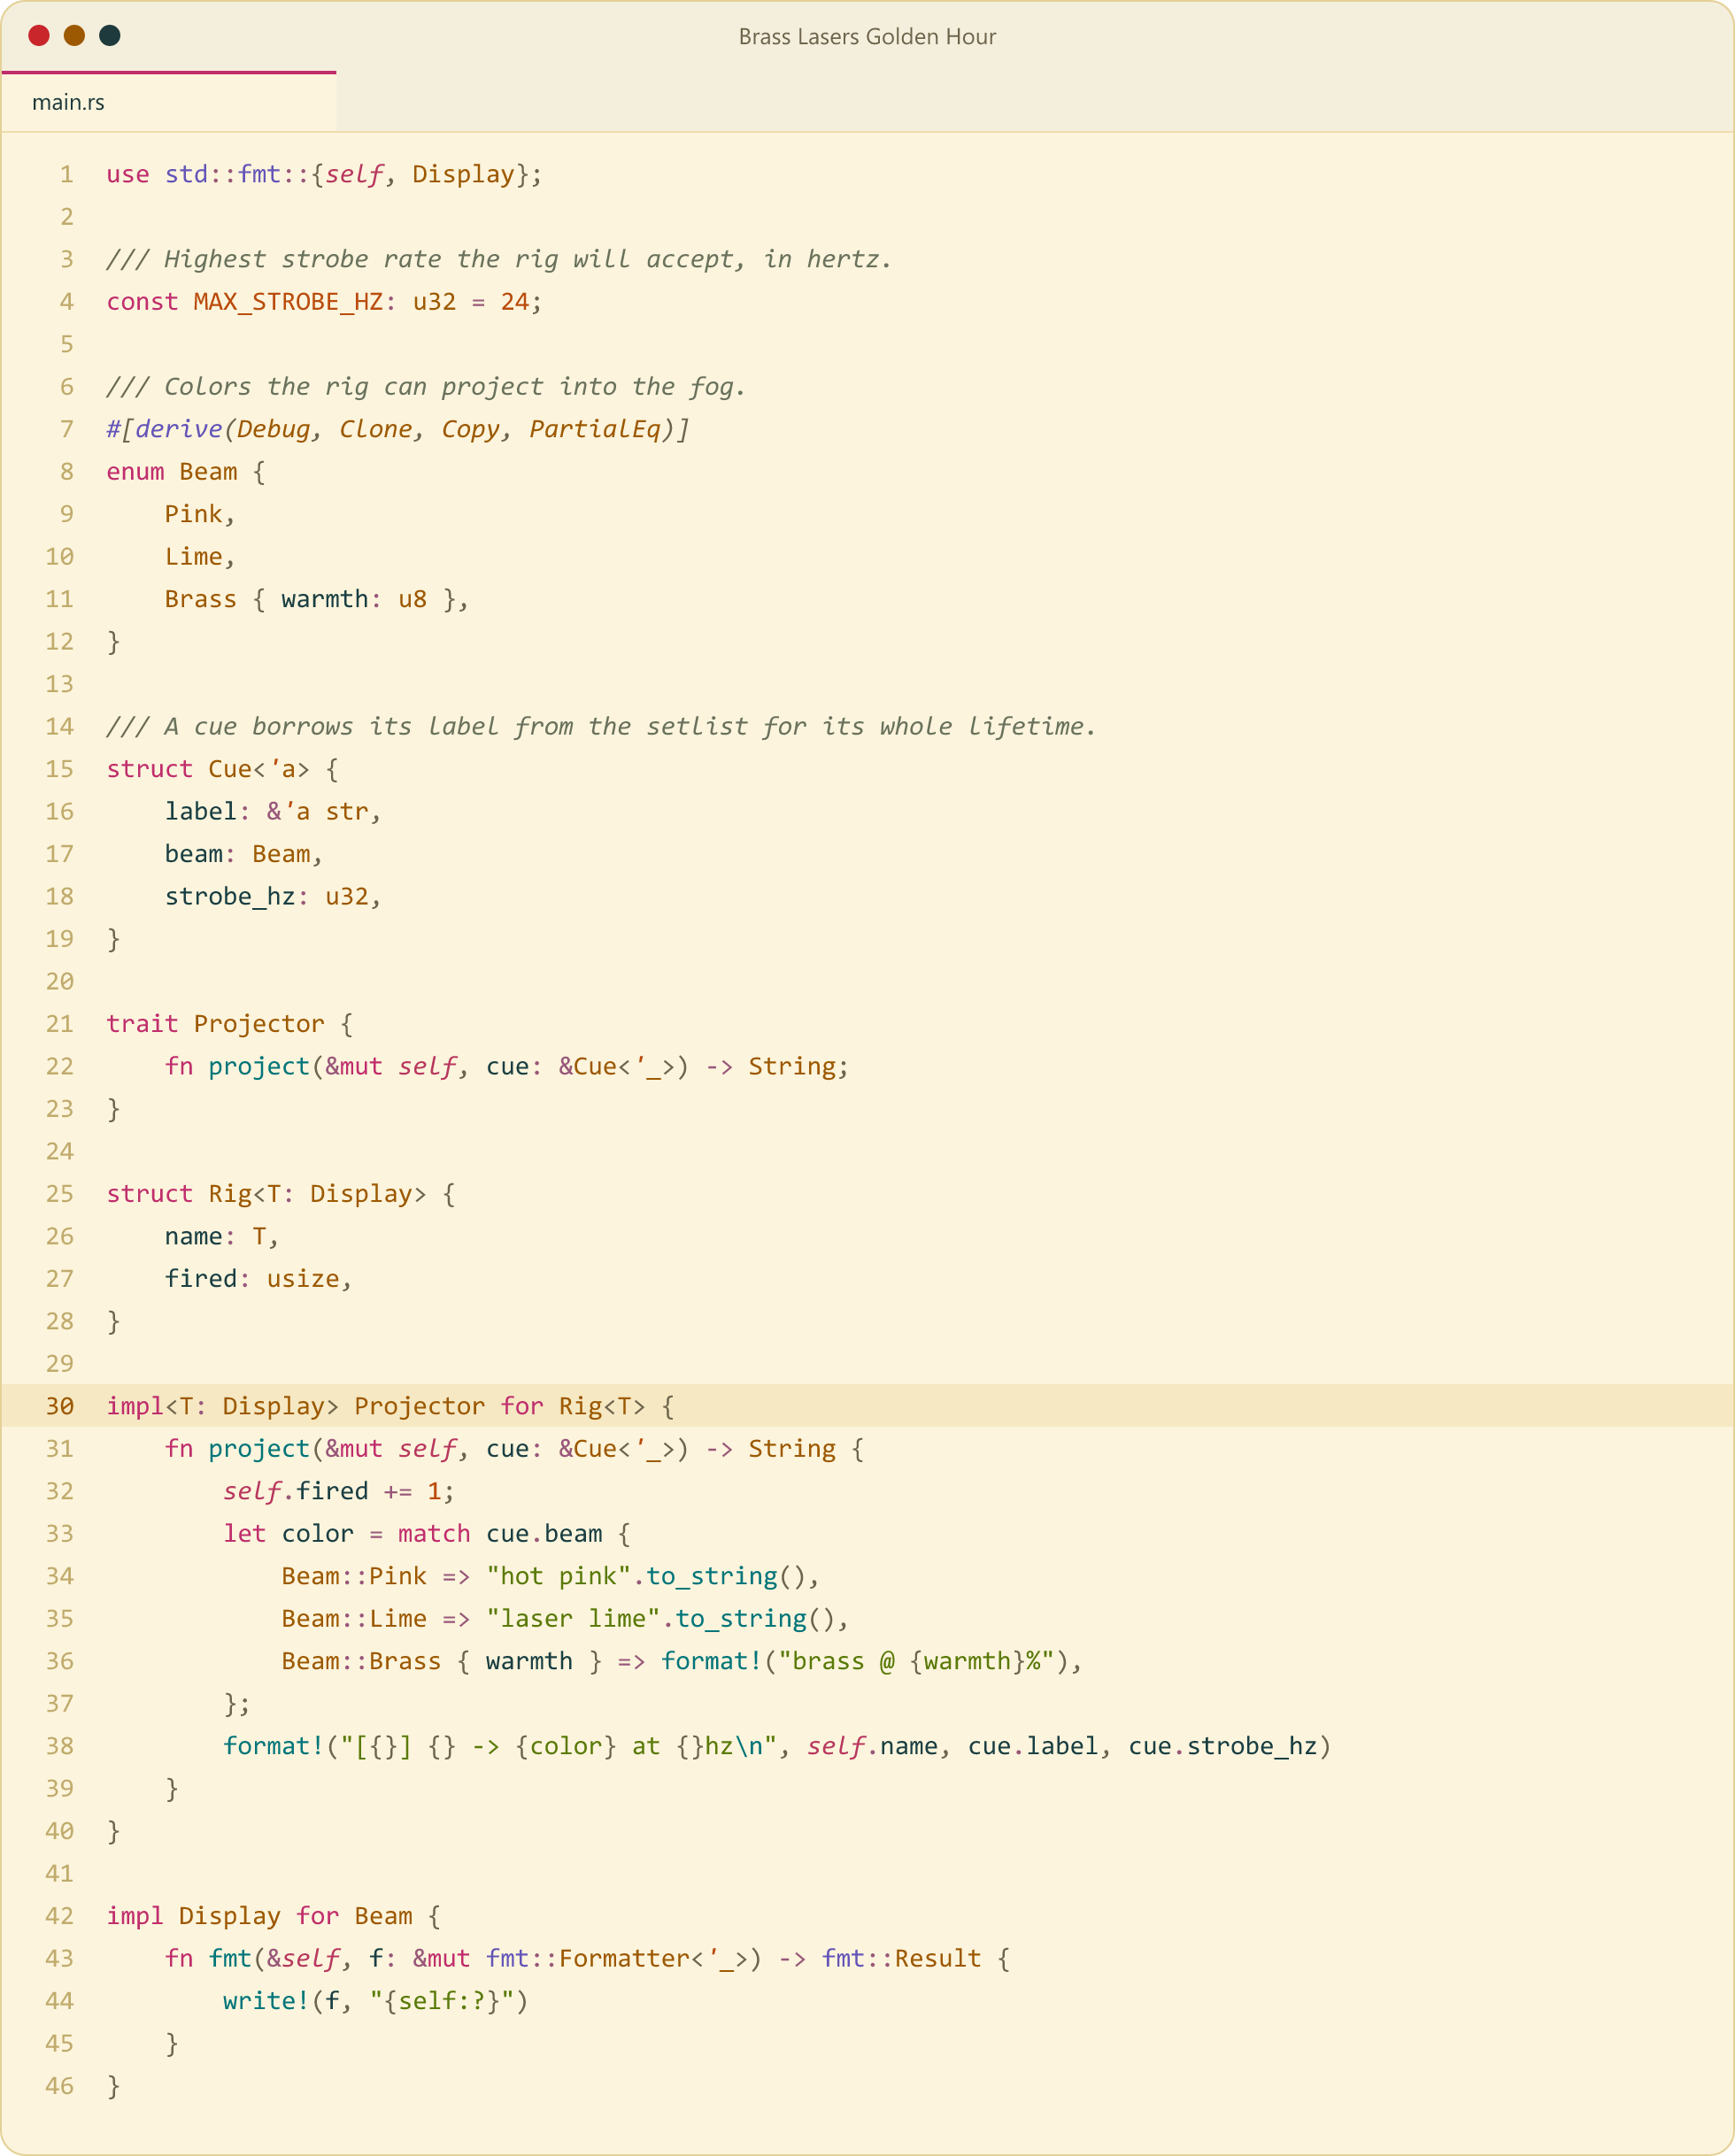 Brass Lasers Golden Hour
main.rs
1 use std::fmt::{self, Display};
2
3 /// Highest strobe rate the rig will accept, in hertz.
4 const MAX_STROBE_HZ: u32 = 24;
5
6 /// Colors the rig can project into the fog.
7 #[derive(Debug, Clone, Copy, PartialEq)]
8 enum Beam {
9     Pink,
10     Lime,
11     Brass { warmth: u8 },
12 }
13
14 /// A cue borrows its label from the setlist for its whole lifetime.
15 struct Cue<'a> {
16     label: &'a str,
17     beam: Beam,
18     strobe_hz: u32,
19 }
20
21 trait Projector {
22     fn project(&mut self, cue: &Cue<'_>) -> String;
23 }
24
25 struct Rig<T: Display> {
26     name: T,
27     fired: usize,
28 }
29
30 impl<T: Display> Projector for Rig<T> {
31     fn project(&mut self, cue: &Cue<'_>) -> String {
32         self.fired += 1;
33         let color = match cue.beam {
34             Beam::Pink => "hot pink".to_string(),
35             Beam::Lime => "laser lime".to_string(),
36             Beam::Brass { warmth } => format!("brass @ {warmth}%"),
37         };
38         format!("[{}] {} -> {color} at {}hz\n", self.name, cue.label, cue.strobe_hz)
39     }
40 }
41
42 impl Display for Beam {
43     fn fmt(&self, f: &mut fmt::Formatter<'_>) -> fmt::Result {
44         write!(f, "{self:?}")
45     }
46 }